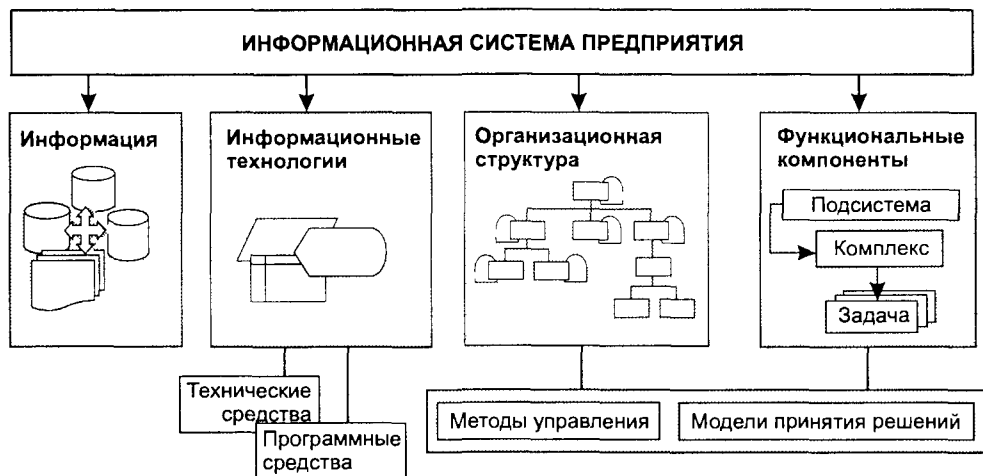 ИНФОРМАЦИОННАЯ СИСТЕМА ПРЕДПРИЯТИЯ
Информация
Информационные
технологии
Организационная
структура
Функциональные
компоненты
Подсистема
Комплекс
Задача
Технические
средства
Программные
средства
Методы управления
Модели принятия решений